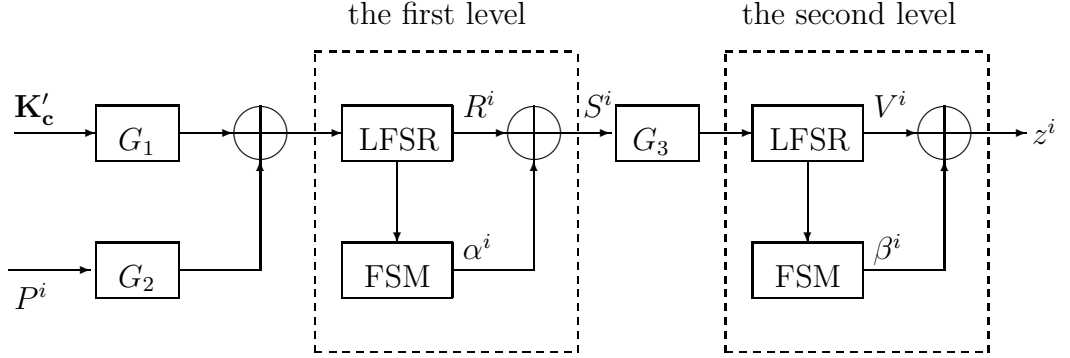 the first level
the second level
K'c
G1
LFSR
R^i
S^i
G3
LFSR
V^i
z^i
P^i
G2
FSM
α^i
FSM
β^i